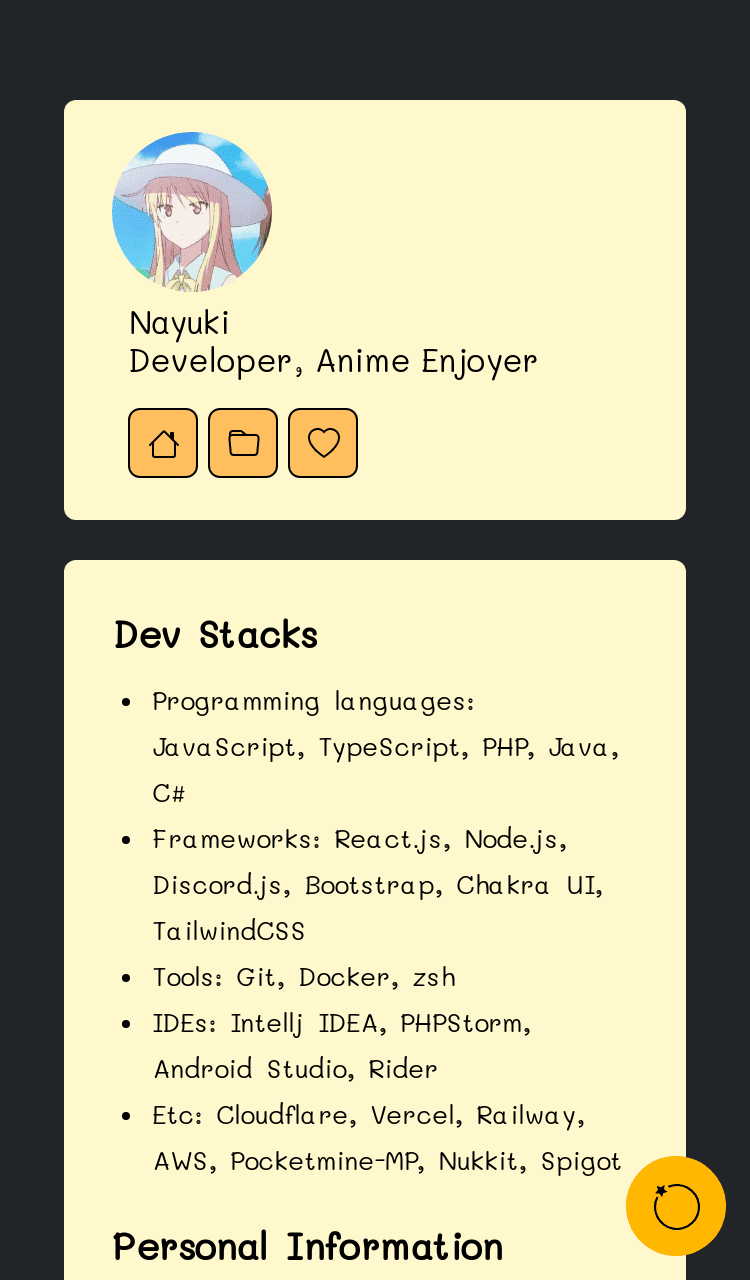 Nayuki
Developer, Anime Enjoyer
Dev Stacks
Programming languages:
JavaScript, TypeScript, PHP, Java,
C#
Frameworks: React.js, Node.js,
Discord.js, Bootstrap, Chakra UI,
TailwindCSS
Tools: Git, Docker, zsh
IDEs: Intellj IDEA, PHPStorm,
Android Studio, Rider
Etc: Cloudflare, Vercel, Railway,
AWS, Pocketmine-MP, Nukkit, Spigot
Personal Information